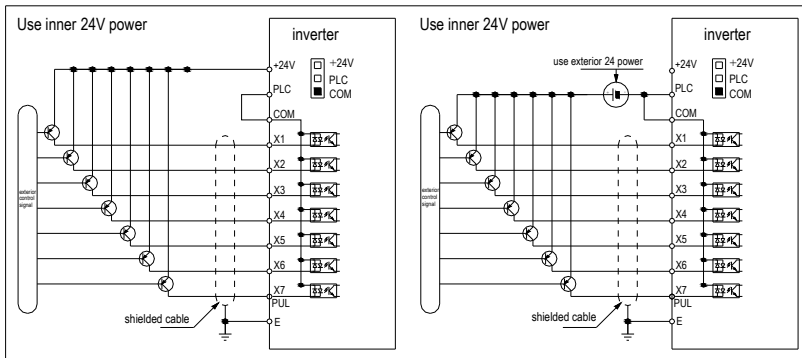 Use inner 24V power
inverter
+24V
PLC
COM
+24V
PLC
COM
X1
X2
X3
X4
X5
X6
X7
PUL
E
exterior
control
signal
shielded cable
Use inner 24V power
inverter
use exterior 24 power
+24V
PLC
COM
+24V
PLC
COM
X1
X2
X3
X4
X5
X6
X7
PUL
E
exterior
control
signal
shielded cable